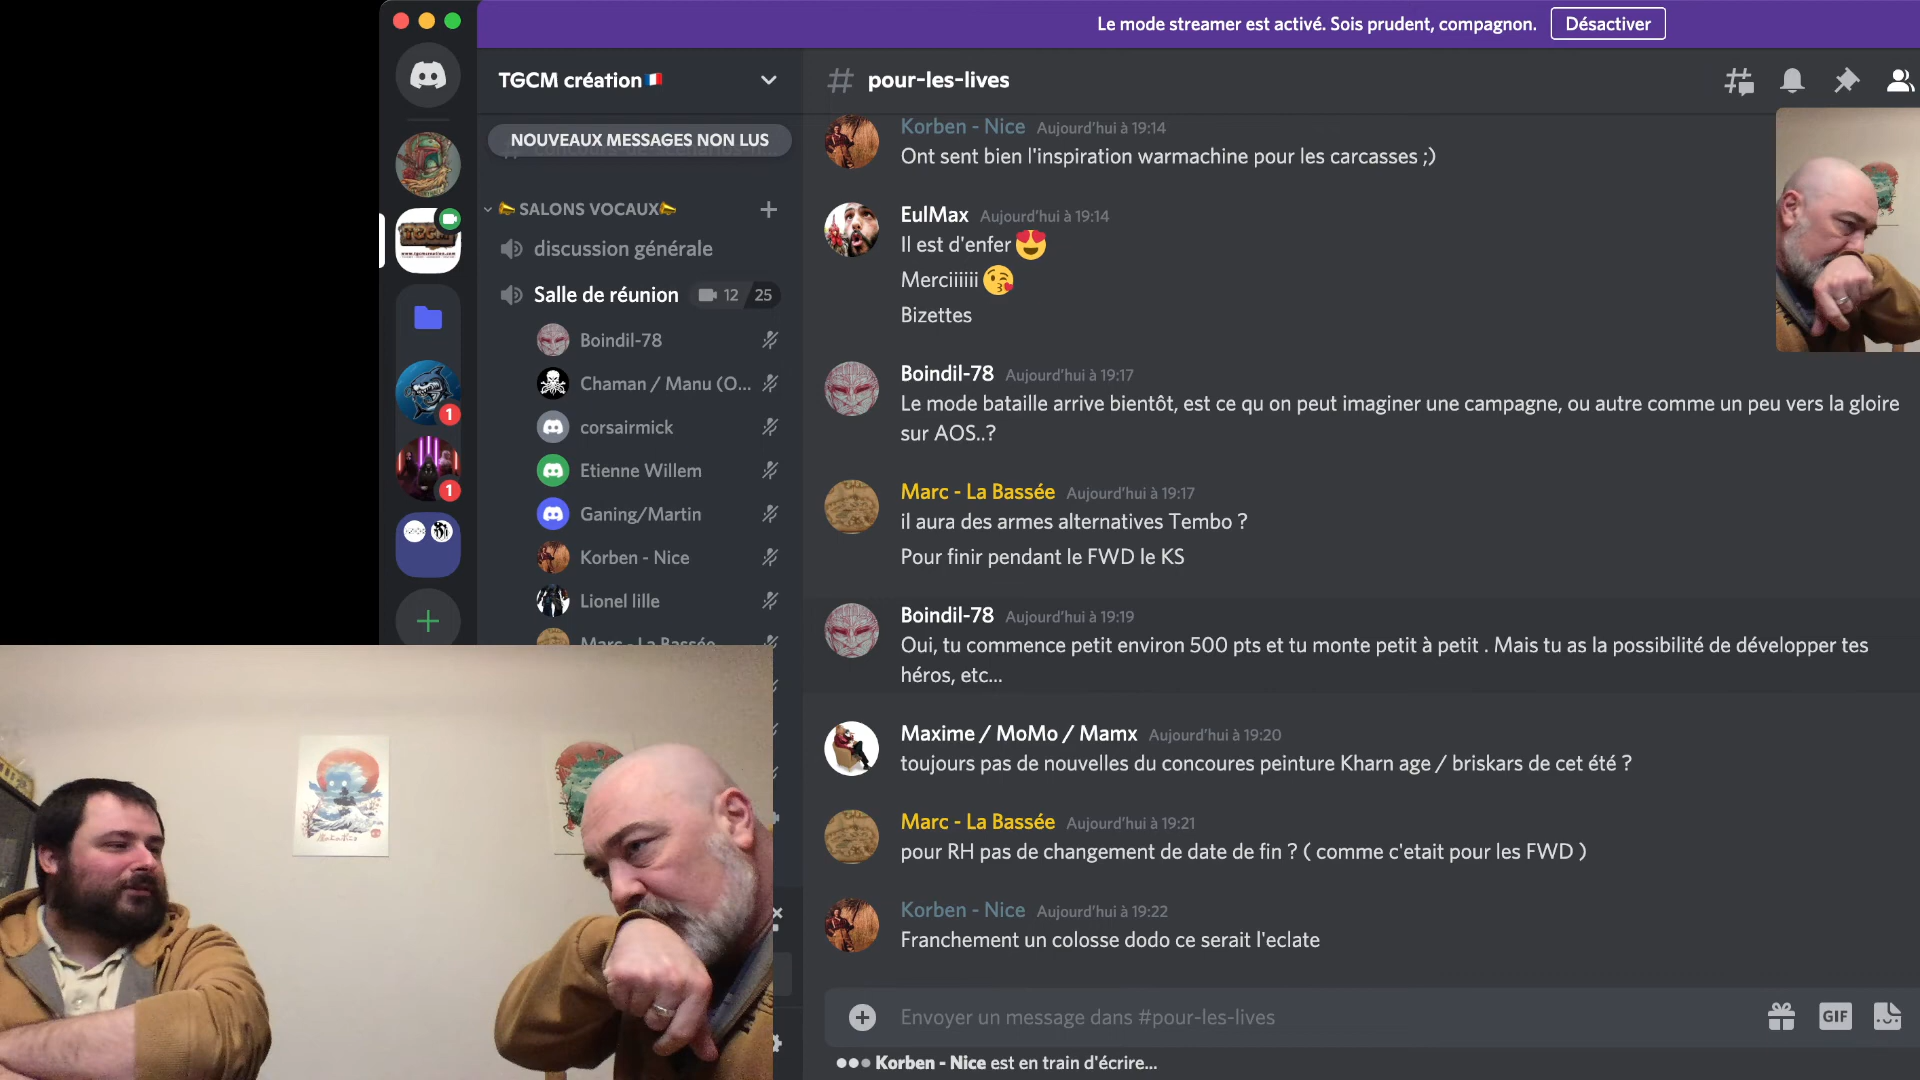 Le mode streamer est activé. Sois prudent, compagnon.
Désactiver
TGCM création
pour-les-lives
NOUVEAUX MESSAGES NON LUS
SALONS VOCAUX
discussion générale
Salle de réunion 12 25
Boindil-78
Chaman / Manu (O...
corsairmick
Etienne Willem
Ganing/Martin
Korben - Nice
Lionel lille
Marc - La Bassée
TGCM
1
1
Korben - Nice Aujourd'hui à 19:14
Ont sent bien l'inspiration warmachine pour les carcasses ;)
EulMax Aujourd'hui à 19:14
Il est d'enfer
Merciiiiii
Bizettes
Boindil-78 Aujourd'hui à 19:17
Le mode bataille arrive bientôt, est ce qu on peut imaginer une campagne, ou autre comme un peu vers la gloire
sur AOS..?
Marc - La Bassée Aujourd'hui à 19:17
il aura des armes alternatives Tembo ?
Pour finir pendant le FWD le KS
Boindil-78 Aujourd'hui à 19:19
Oui, tu commence petit environ 500 pts et tu monte petit à petit . Mais tu as la possibilité de développer tes
héros, etc...
Maxime / MoMo / Mamx Aujourd'hui à 19:20
toujours pas de nouvelles du concoures peinture Kharn age / briskars de cet été ?
Marc - La Bassée Aujourd'hui à 19:21
pour RH pas de changement de date de fin ? ( comme c'etait pour les FWD )
Korben - Nice Aujourd'hui à 19:22
Franchement un colosse dodo ce serait l'eclate
Envoyer un message dans #pour-les-lives
GIF
Korben - Nice est en train d'écrire...